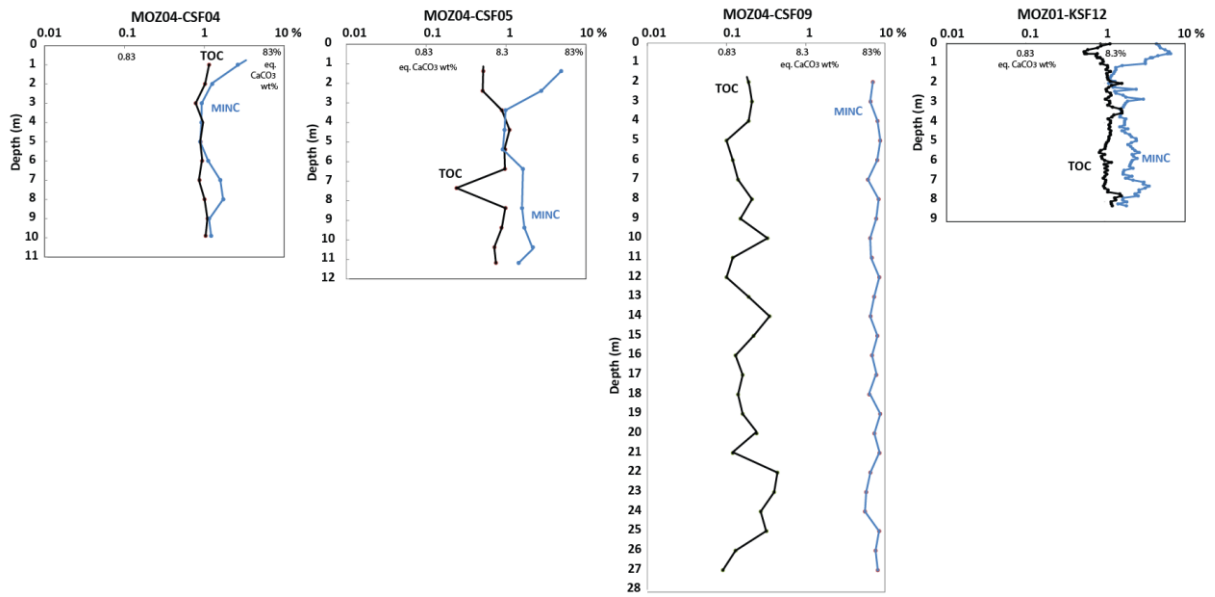 MOZ04-CSF04
0.01 0.1 1 10 %
0.83
83%
eq.
CaCO3
wt%
TOC
MINC
Depth (m)
0
1
2
3
4
5
6
7
8
9
10
11
MOZ04-CSF05
0.01 0.1 1 10
0.83 8.3 83%
eq. CaCO3 wt%
TOC
MINC
Depth (m)
0
1
2
3
4
5
6
7
8
9
10
11
12
MOZ04-CSF09
0.01 0.1 1 10 %
0.83 8.3 83%
eq. CaCO3 wt%
TOC
MINC
Depth (m)
0
1
2
3
4
5
6
7
8
9
10
11
12
13
14
15
16
17
18
19
20
21
22
23
24
25
26
27
28
MOZ01-KSF12
0.01 0.1 1 10 %
0.83 8.3%
eq. CaCO3 wt%
TOC
MINC
Depth (m)
0
1
2
3
4
5
6
7
8
9